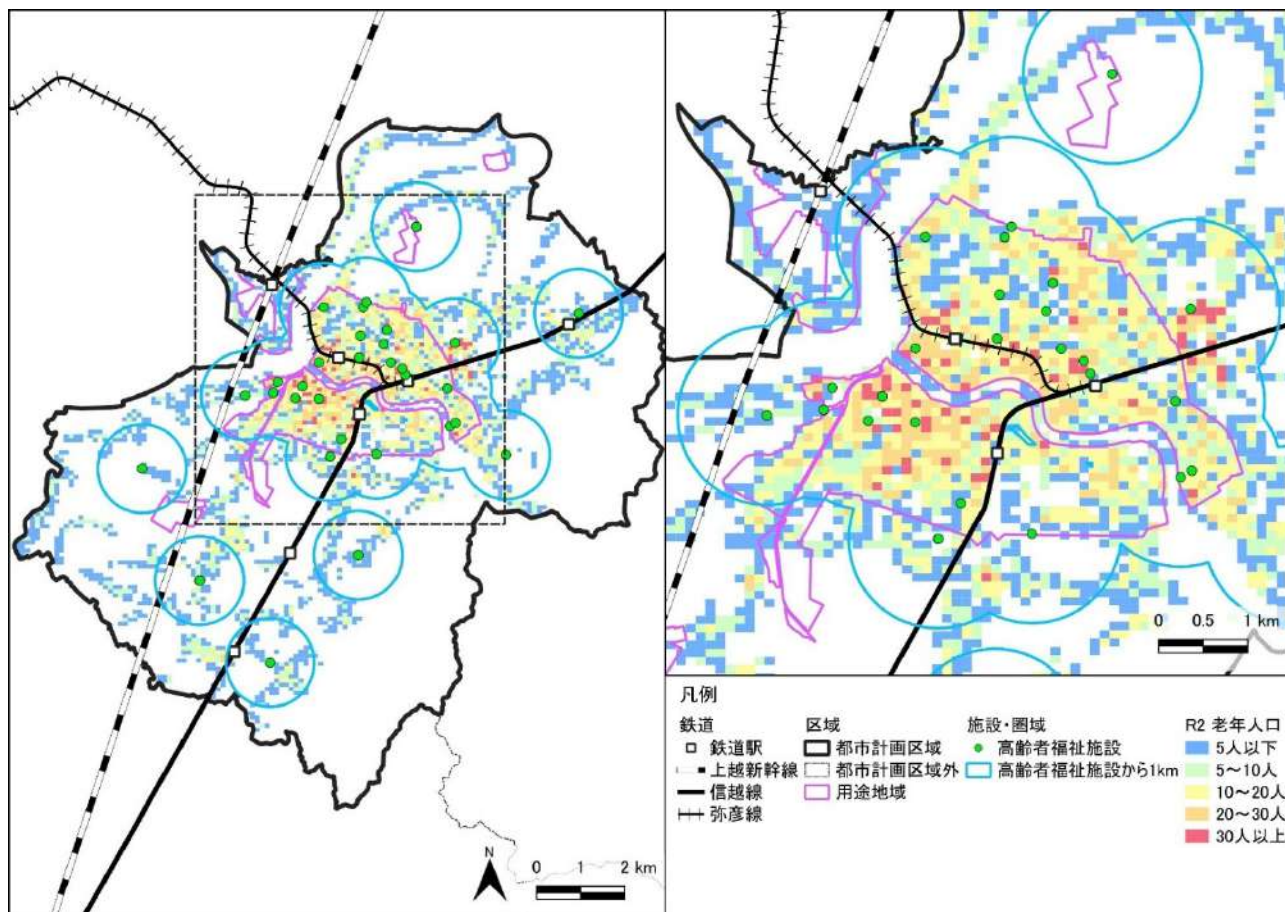 N
0 1 2 km
0 0.5 1 km
凡例
鉄道
鉄道駅
上越新幹線
信越線
弥彦線
区域
都市計画区域
都市計画区域外
用途地域
施設・圏域
高齢者福祉施設
高齢者福祉施設から1km
R2 老年人口
5人以下
5～10人
10～20人
20～30人
30人以上